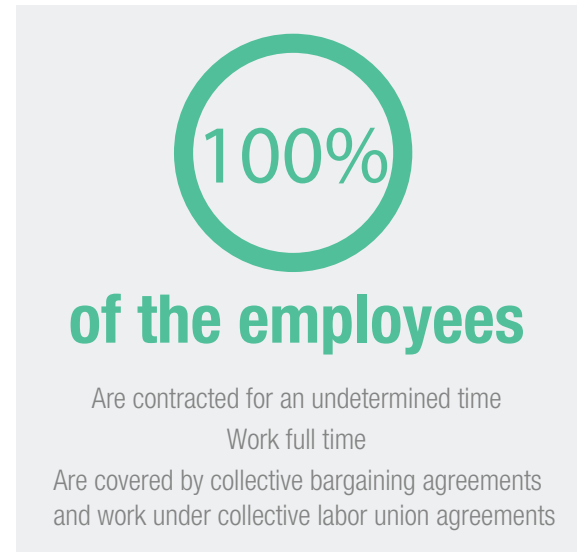 100%
of the employees
Are contracted for an undetermined time
Work full time
Are covered by collective bargaining agreements
and work under collective labor union agreements